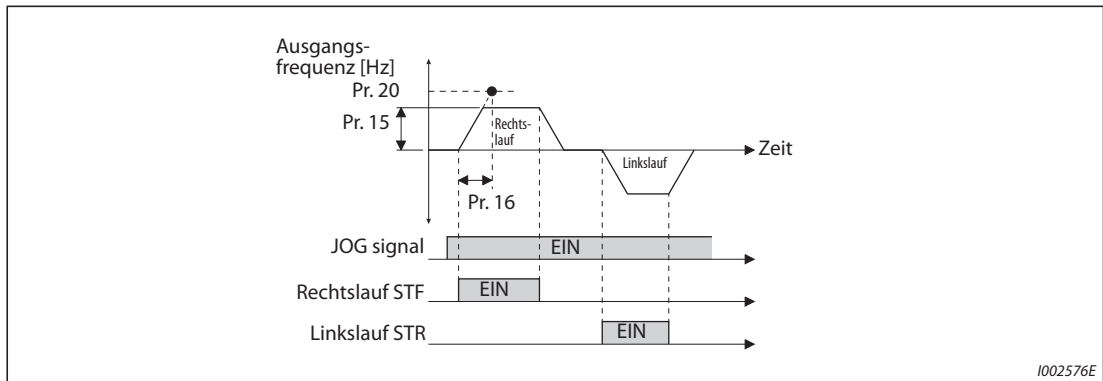 Ausgangs-
frequenz [Hz]
Pr. 20
Pr. 15
Rechts-
lauf
Zeit
Linkslauf
Pr. 16
JOG signal
EIN
Rechtslauf STF
EIN
Linkslauf STR
EIN
I002576E